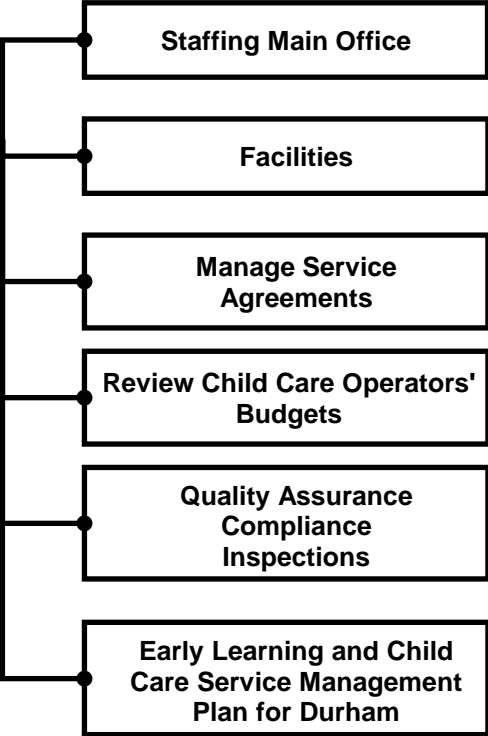 Staffing Main Office
Facilities
Manage Service
Agreements
Review Child Care Operators'
Budgets
Quality Assurance
Compliance
Inspections
Early Learning and Child
Care Service Management
Plan for Durham